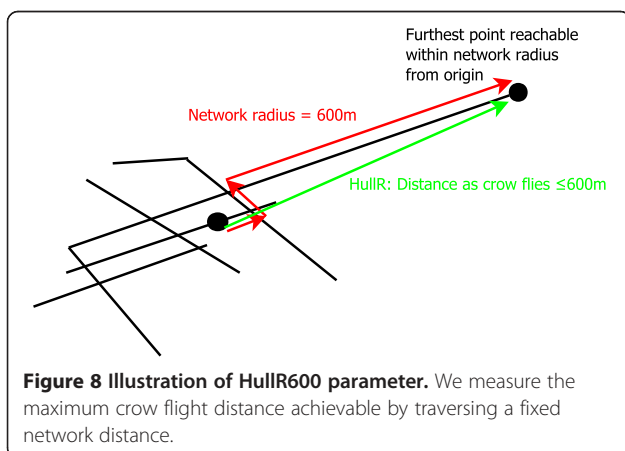 Furthest point reachable
within network radius
from origin
Network radius = 600m
HullR: Distance as crow flies ≤600m
Figure 8 Illustration of HullR600 parameter. We measure the
maximum crow flight distance achievable by traversing a fixed
network distance.